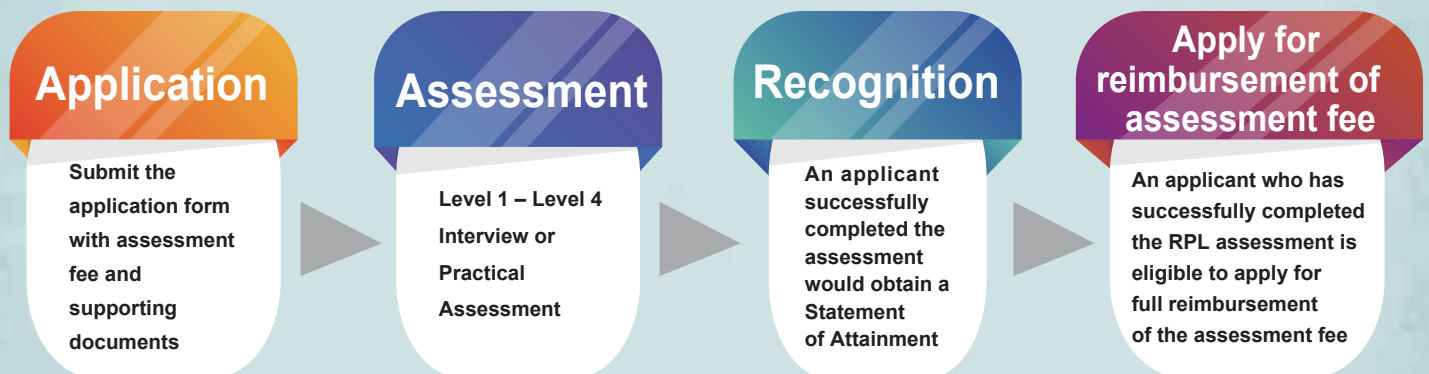 Application
Submit the
application form
with assessment
fee and
supporting
documents
Assessment
Level 1 – Level 4
Interview or
Practical
Assessment
Recognition
An applicant
successfully
completed the
assessment
would obtain a
Statement
of Attainment
Apply for
reimbursement of
assessment fee
An applicant who has
successfully completed
the RPL assessment is
eligible to apply for
full reimbursement
of the assessment fee